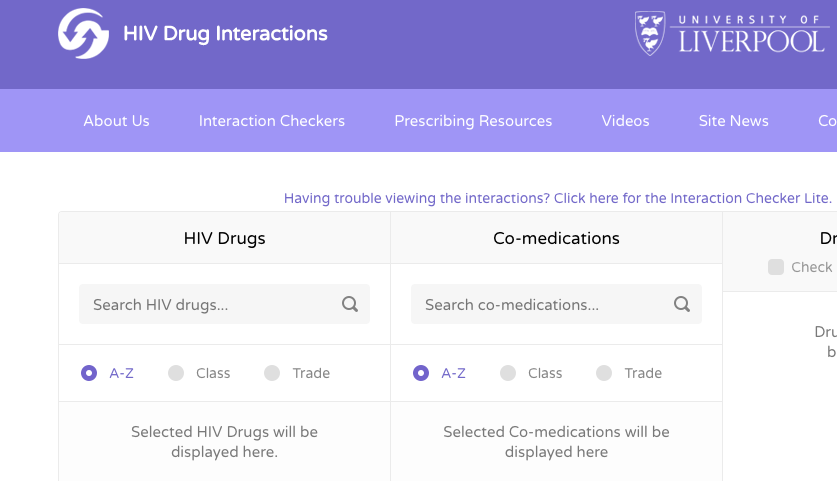 HIV Drug Interactions
UNIVERSITY OF
LIVERPOOL
About Us
Interaction Checkers
Prescribing Resources
Videos
Site News
Co
Having trouble viewing the interactions? Click here for the Interaction Checker Lite.
HIV Drugs
Co-medications
Dr
Check
Search HIV drugs...
Search co-medications...
Dru
b
A-Z
Class
Trade
A-Z
Class
Trade
Selected HIV Drugs will be
displayed here.
Selected Co-medications will be
displayed here